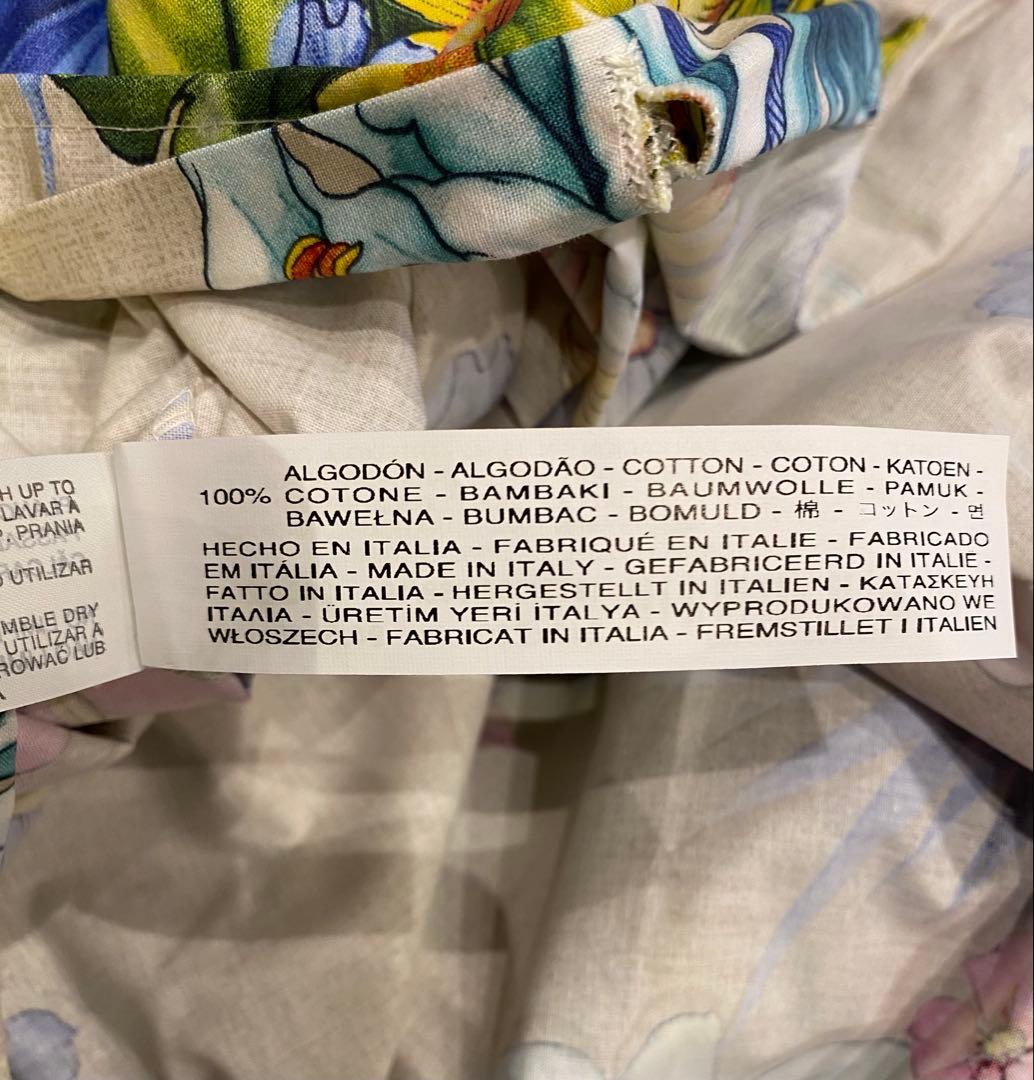 H UP TO
LAVAR A
PRANIA
UTILIZAR
MBLE DRY
UTILIZAR A
ROWAĆ LUB
ALGODÓN - ALGODÃO - COTTON - COTON - KATOEN -
100% COTONE - BAMBAKI - BAUMWOLLE - PAMUK -
BAWEŁNA - BUMBAC - BOMULD - 棉 - コットン - 면
HECHO EN ITALIA - FABRIQUÉ EN ITALIE - FABRICADO
EM ITÁLIA - MADE IN ITALY - GEFABRICEERD IN ITALIË -
FATTO IN ITALIA - HERGESTELLT IN ITALIEN - ΚΑΤΑΣΚΕΥΗ
ΙΤΑΛΙΑ - ÜRETİM YERİ İTALYA - WYPRODUKOWANO WE
WŁOSZECH - FABRICAT IN ITALIA - FREMSTILLET I ITALIEN